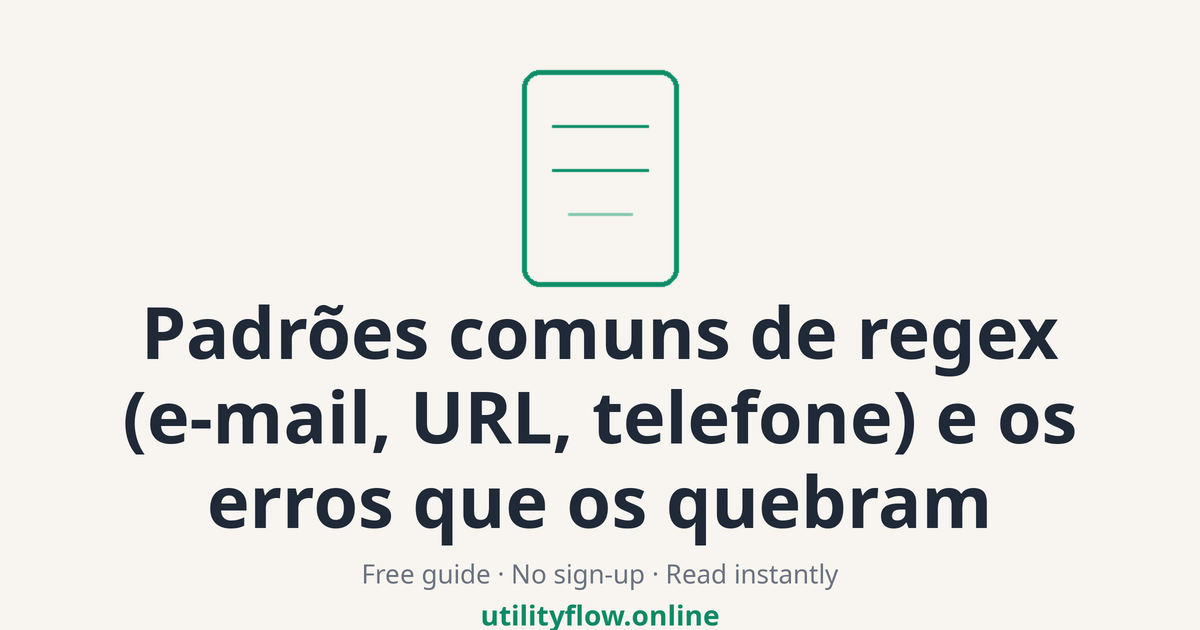 Padrões comuns de regex
(e-mail, URL, telefone) e os
erros que os quebram
Free guide · No sign-up · Read instantly
utilityflow.online